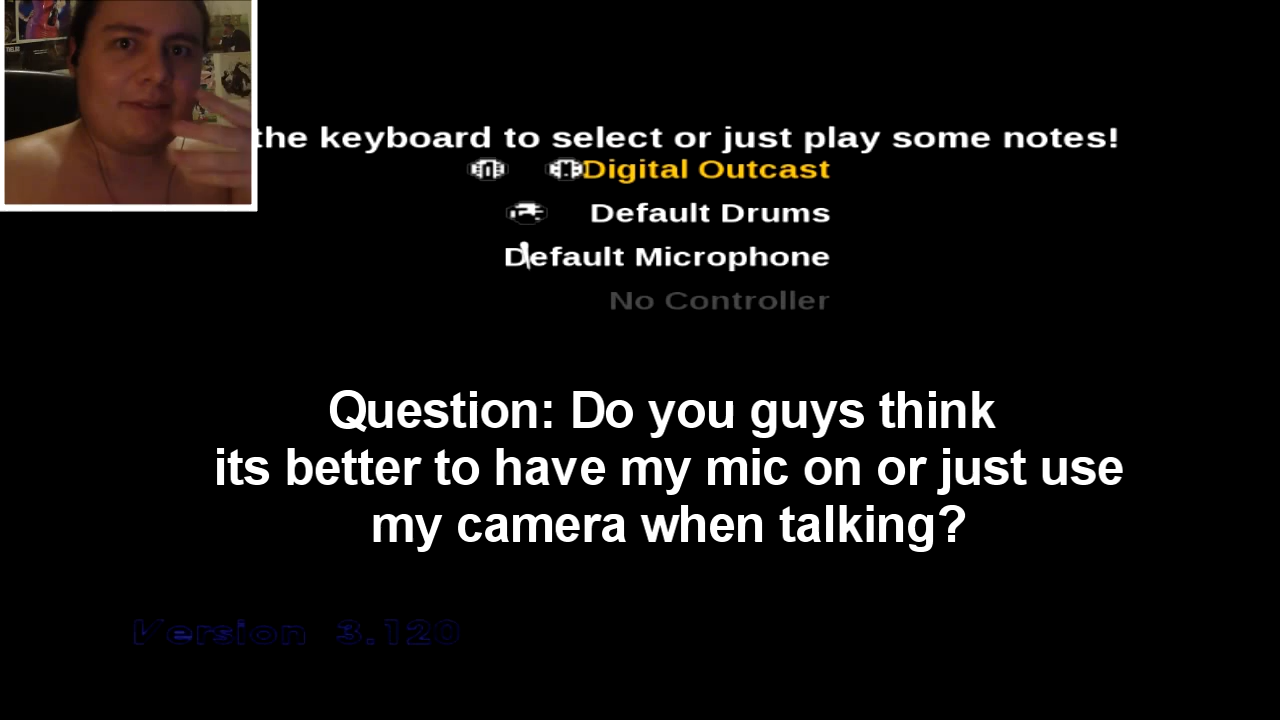 the keyboard to select or just play some notes!
Digital Outcast
Default Drums
Default Microphone
No Controller
Question: Do you guys think
its better to have my mic on or just use
my camera when talking?
Version 3.120